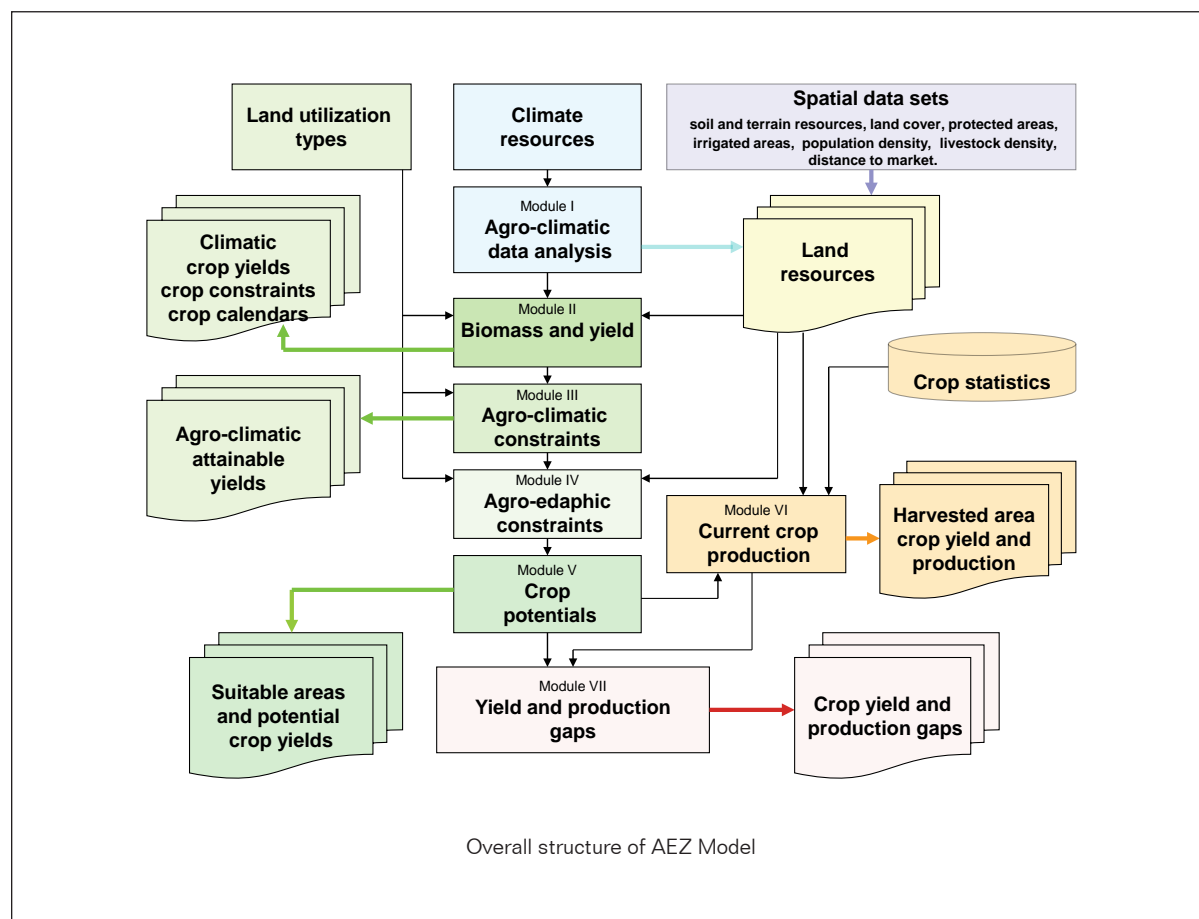 Land utilization
types
Climate
resources
Spatial data sets
soil and terrain resources, land cover, protected areas,
irrigated areas, population density, livestock density,
distance to market.
Module I
Agro-climatic
data analysis
Climatic
crop yields
crop constraints
crop calendars
Land
resources
Module II
Biomass and yield
Crop statistics
Module III
Agro-climatic
constraints
Agro-climatic
attainable
yields
Module IV
Agro-edaphic
constraints
Module VI
Current crop
production
Harvested area
crop yield and
production
Module V
Crop
potentials
Suitable areas
and potential
crop yields
Module VII
Yield and production
gaps
Crop yield and
production gaps
Overall structure of AEZ Model